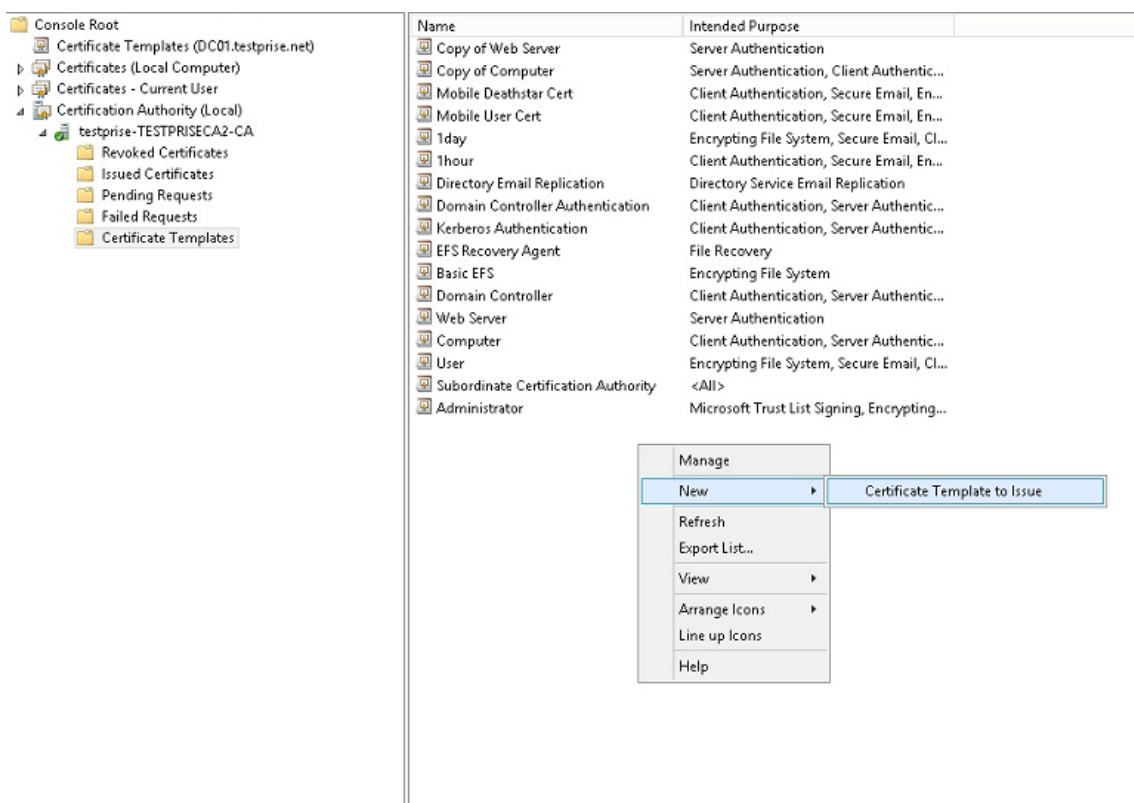 Console Root
Certificate Templates (DC01.testprise.net)
Certificates (Local Computer)
Certificates - Current User
Certification Authority (Local)
testprise-TESTPRISECA2-CA
Revoked Certificates
Issued Certificates
Pending Requests
Failed Requests
Certificate Templates
Name Intended Purpose
Copy of Web Server Server Authentication
Copy of Computer Server Authentication, Client Authentic...
Mobile Deathstar Cert Client Authentication, Secure Email, En...
Mobile User Cert Client Authentication, Secure Email, En...
1day Encrypting File System, Secure Email, Cl...
1hour Client Authentication, Secure Email, En...
Directory Email Replication Directory Service Email Replication
Domain Controller Authentication Client Authentication, Server Authentic...
Kerberos Authentication Client Authentication, Server Authentic...
EFS Recovery Agent File Recovery
Basic EFS Encrypting File System
Domain Controller Client Authentication, Server Authentic...
Web Server Server Authentication
Computer Client Authentication, Server Authentic...
User Encrypting File System, Secure Email, Cl...
Subordinate Certification Authority <All>
Administrator Microsoft Trust List Signing, Encrypting...
Manage
New Certificate Template to Issue
Refresh
Export List...
View
Arrange Icons
Line up Icons
Help